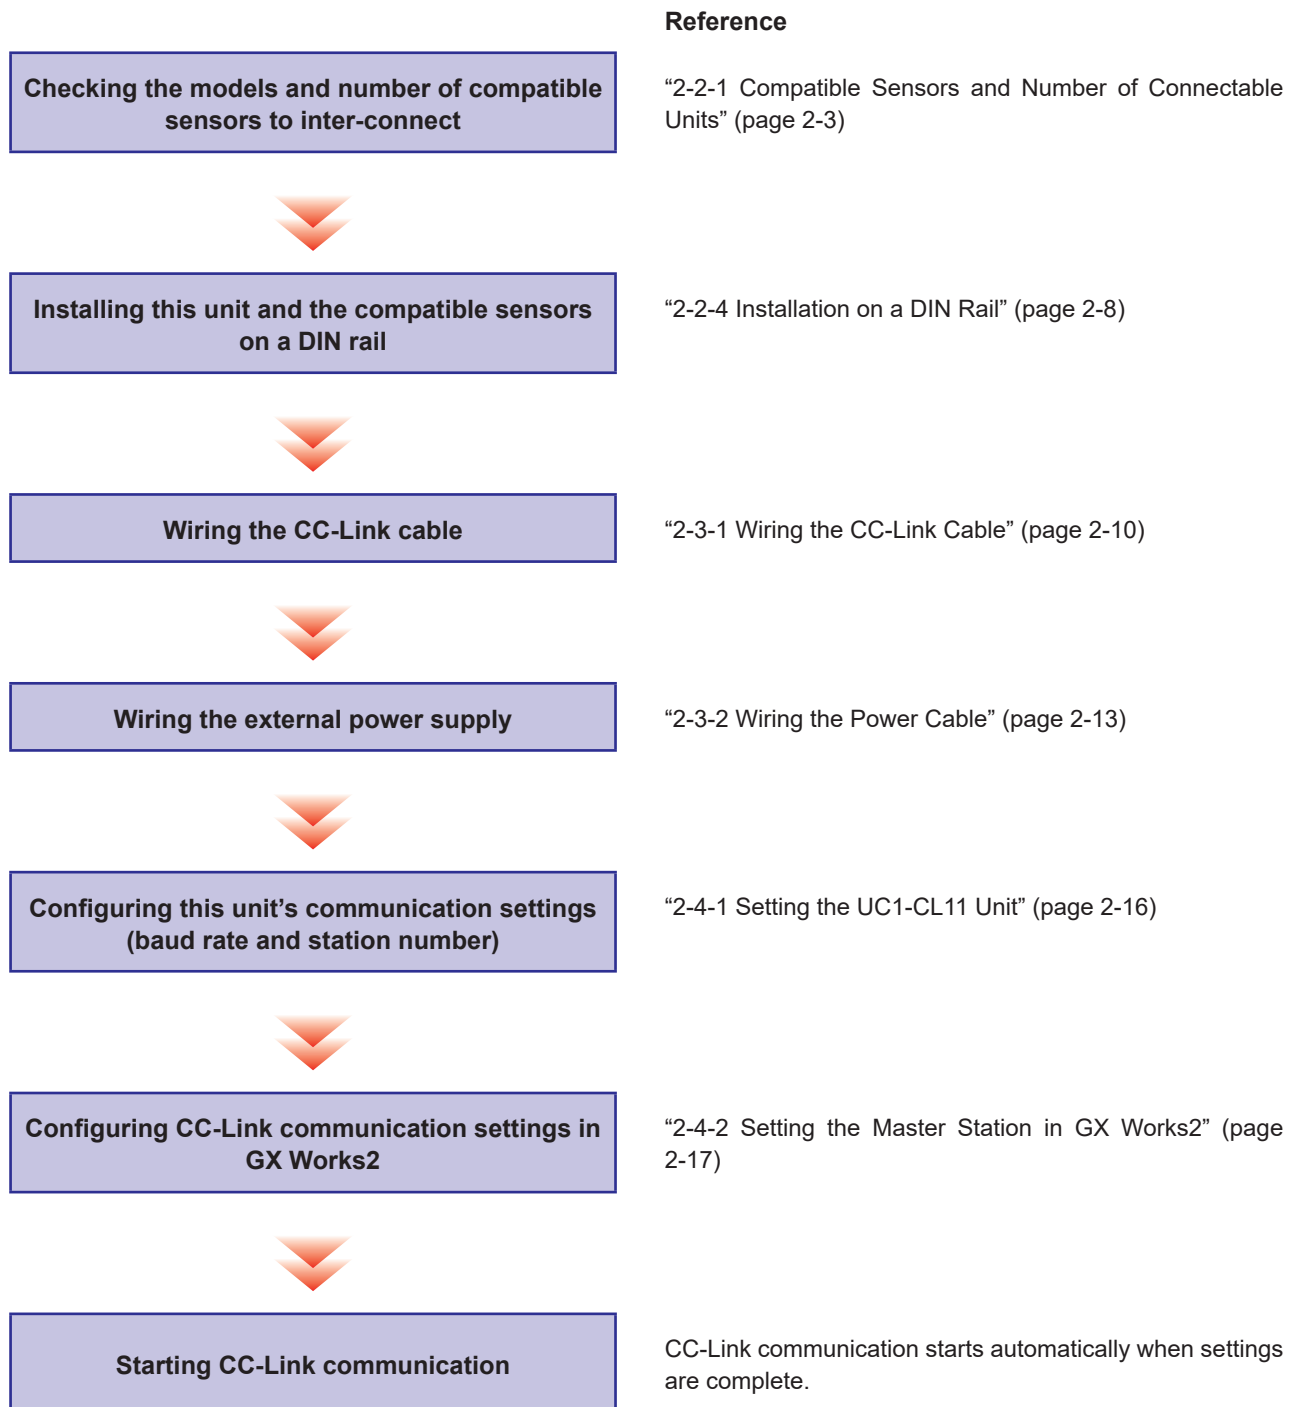 Reference
Checking the models and number of compatible
sensors to inter-connect
“2-2-1 Compatible Sensors and Number of Connectable
Units” (page 2-3)
Installing this unit and the compatible sensors
on a DIN rail
“2-2-4 Installation on a DIN Rail” (page 2-8)
Wiring the CC-Link cable
“2-3-1 Wiring the CC-Link Cable” (page 2-10)
Wiring the external power supply
“2-3-2 Wiring the Power Cable” (page 2-13)
Configuring this unit’s communication settings
(baud rate and station number)
“2-4-1 Setting the UC1-CL11 Unit” (page 2-16)
Configuring CC-Link communication settings in
GX Works2
“2-4-2 Setting the Master Station in GX Works2” (page
2-17)
Starting CC-Link communication
CC-Link communication starts automatically when settings
are complete.